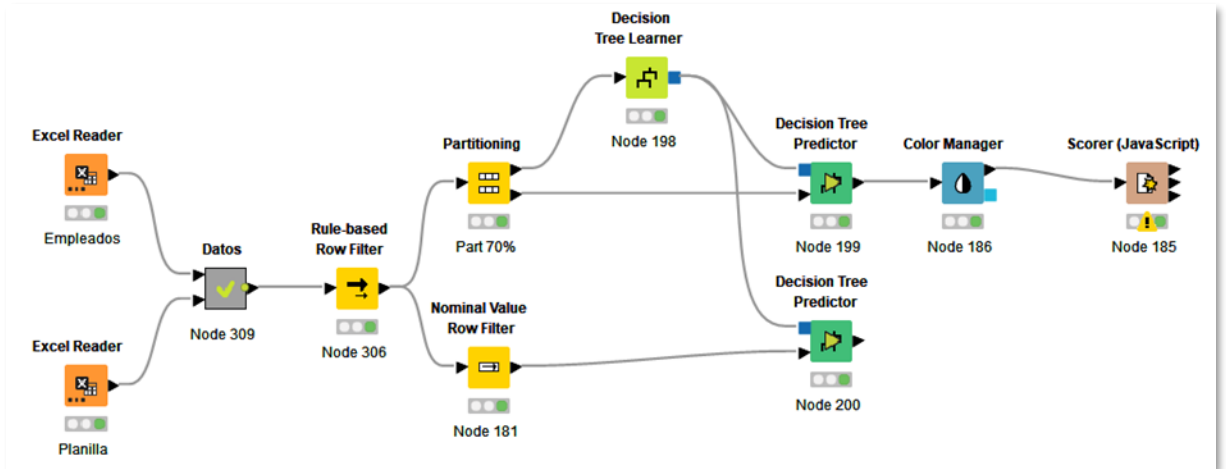 Decision
Tree Learner
Node 198
Excel Reader
Empleados
Partitioning
Part 70%
Decision Tree
Predictor
Node 199
Color Manager
Node 186
Scorer (JavaScript)
Node 185
Datos
Node 309
Rule-based
Row Filter
Node 306
Excel Reader
Planilla
Nominal Value
Row Filter
Node 181
Decision Tree
Predictor
Node 200